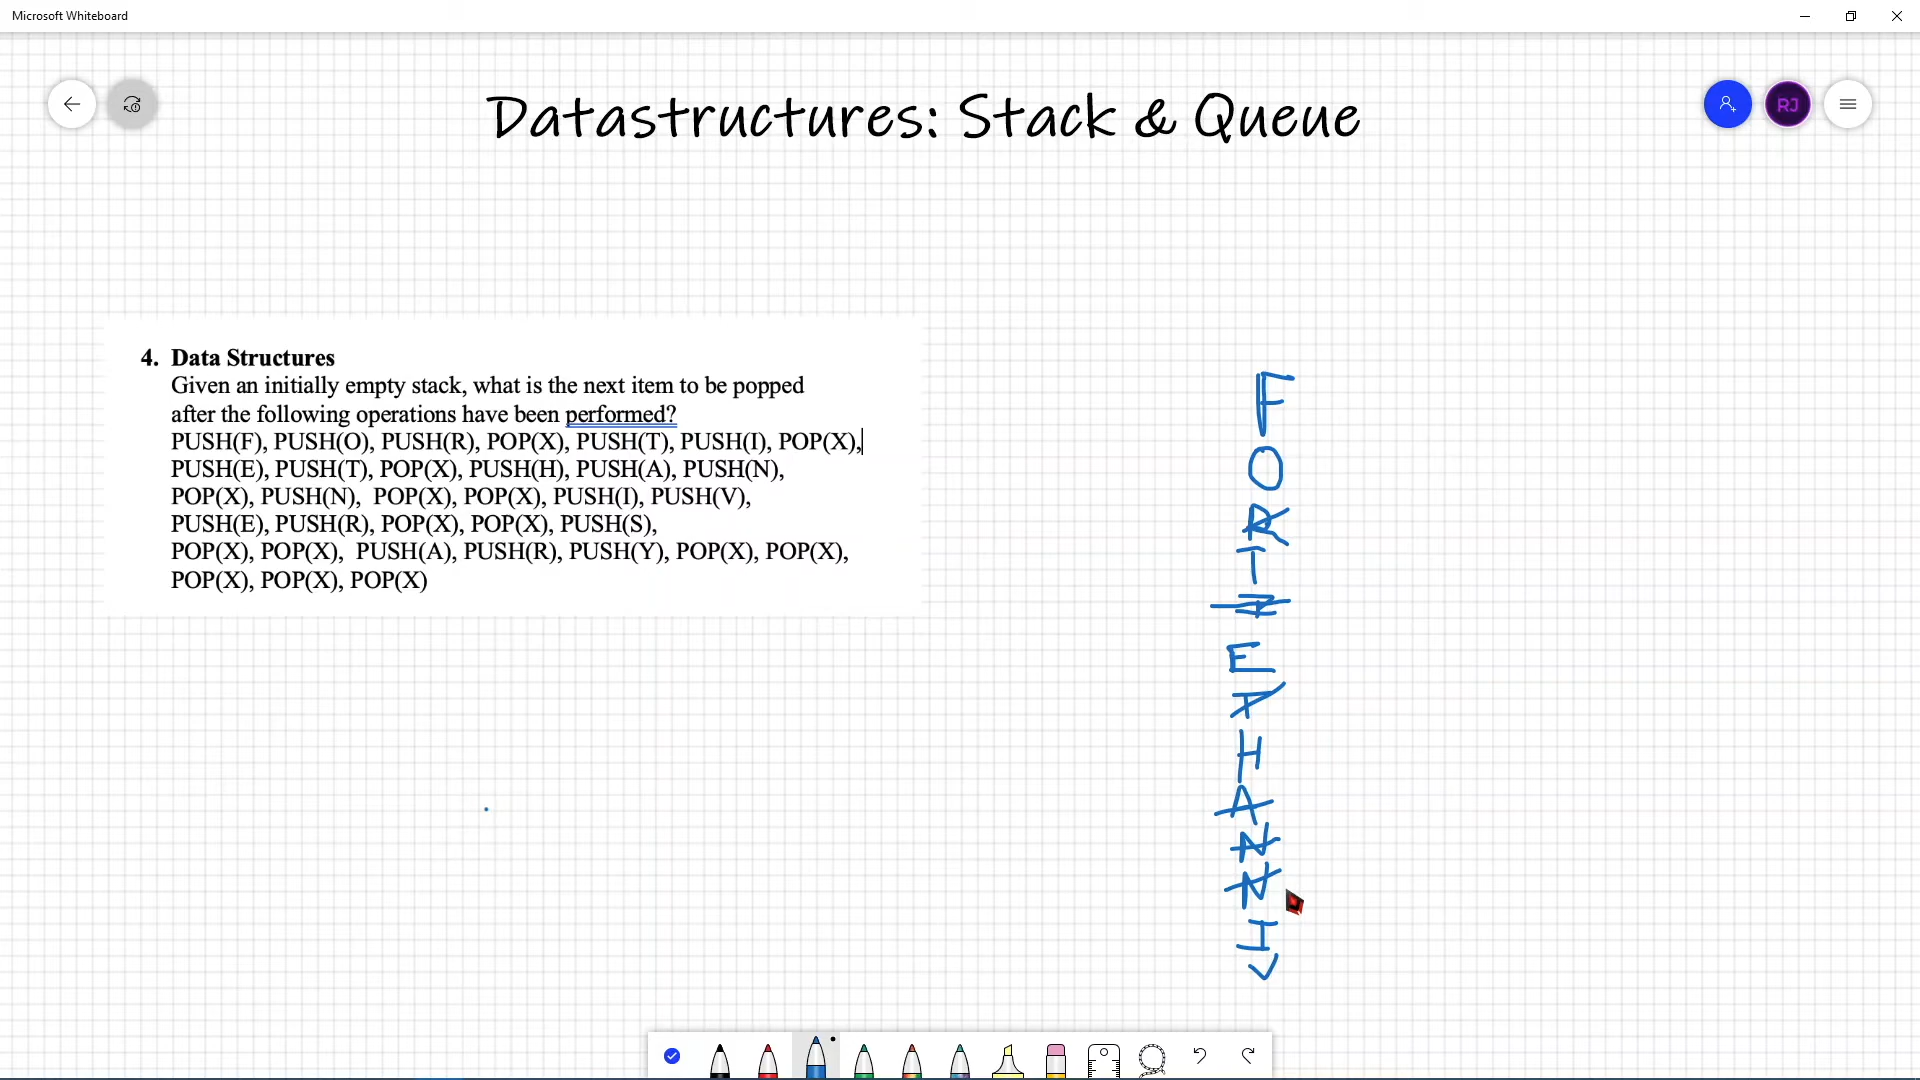 Microsoft Whiteboard
RJ
Datastructures: Stack & Queue
4. Data Structures
Given an initially empty stack, what is the next item to be popped
after the following operations have been performed?
PUSH(F), PUSH(O), PUSH(R), POP(X), PUSH(T), PUSH(I), POP(X),
PUSH(E), PUSH(T), POP(X), PUSH(H), PUSH(A), PUSH(N),
POP(X), PUSH(N), POP(X), POP(X), PUSH(I), PUSH(V),
PUSH(E), PUSH(R), POP(X), POP(X), PUSH(S),
POP(X), POP(X), PUSH(A), PUSH(R), PUSH(Y), POP(X), POP(X),
POP(X), POP(X), POP(X)
F
O
R
T
I
E
T
H
A
N
N
I
V